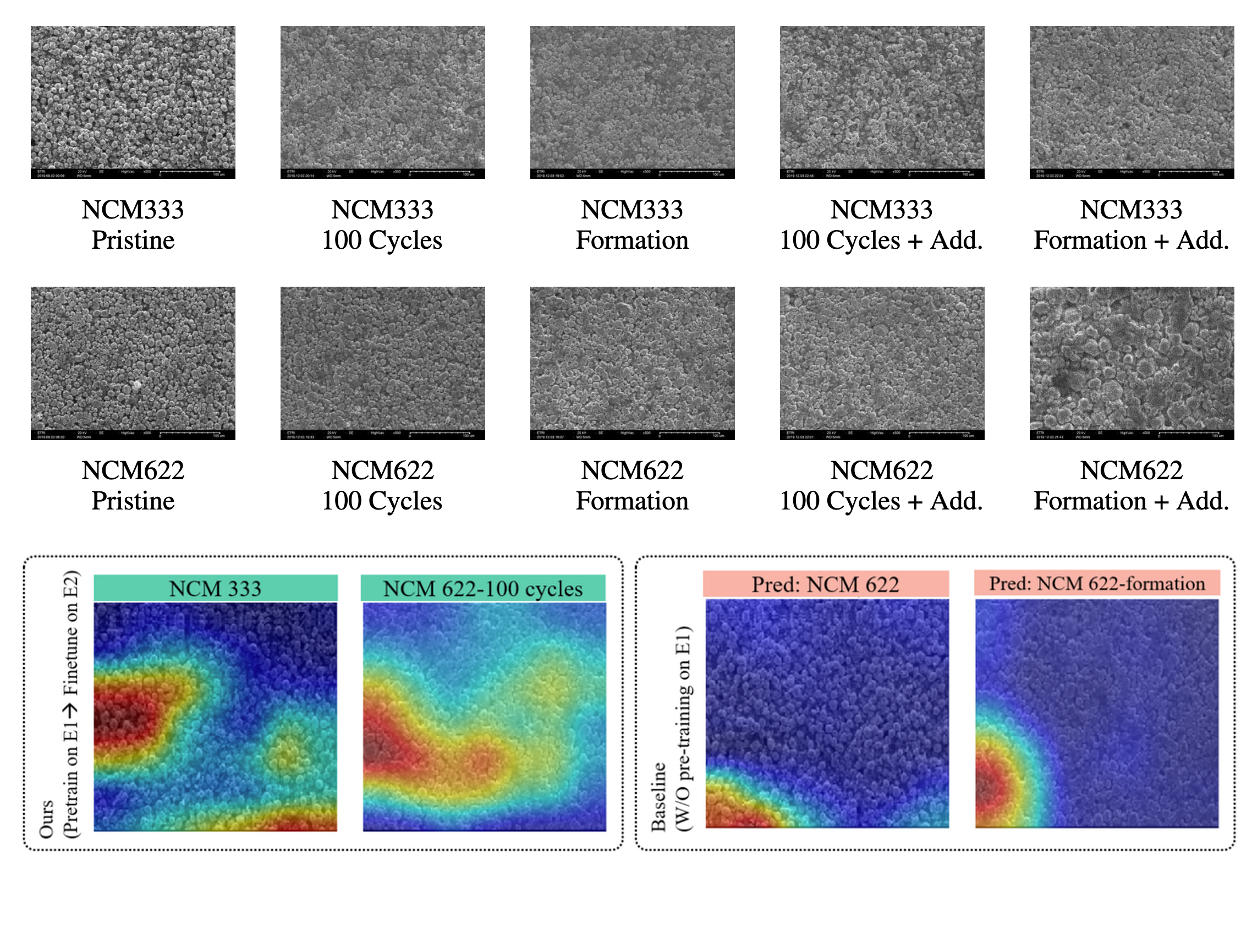 NCM333
Pristine
NCM333
100 Cycles
NCM333
Formation
NCM333
100 Cycles + Add.
NCM333
Formation + Add.
NCM622
Pristine
NCM622
100 Cycles
NCM622
Formation
NCM622
100 Cycles + Add.
NCM622
Formation + Add.
Ours
(Pretrain on E1→ Finetune on E2)
NCM 333
NCM 622-100 cycles
Baseline
(W/O pre-training on E1)
Pred: NCM 622
Pred: NCM 622-formation